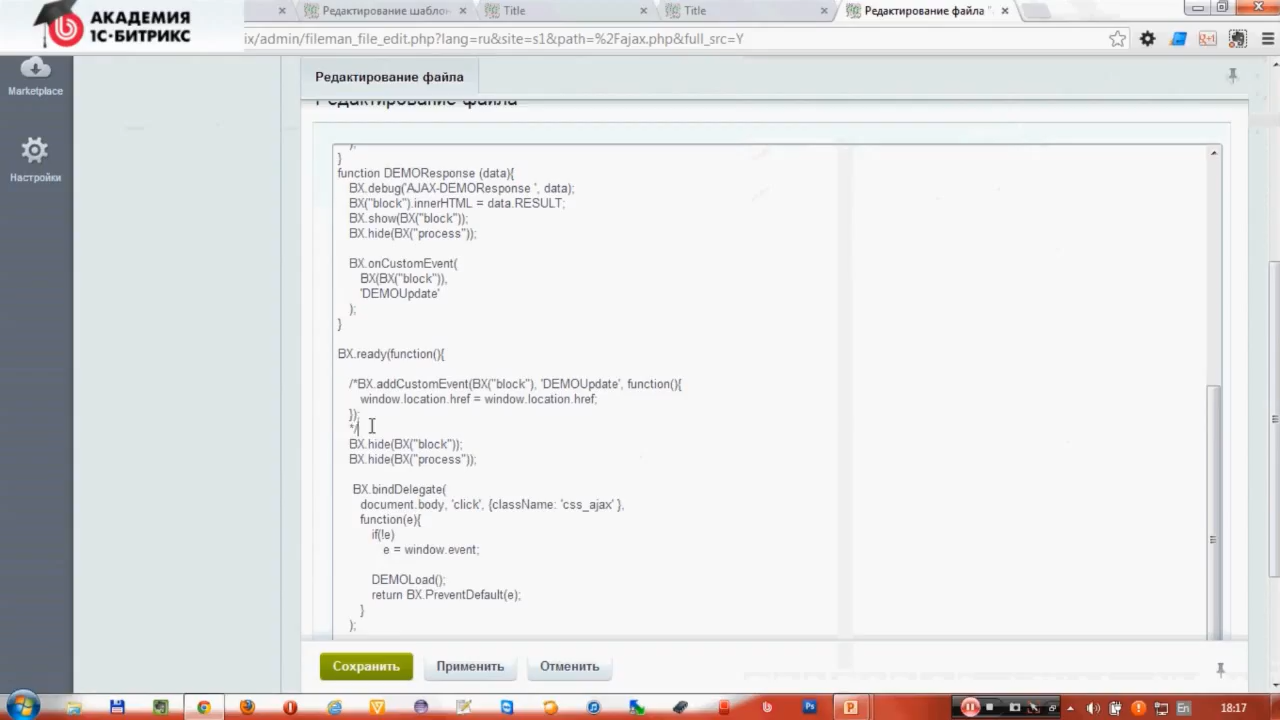 АКАДЕМИЯ
1С-БИТРИКС
Редактирование шаблон
Title
Title
Редактирование файла "
ix/admin/fileman_file_edit.php?lang=ru&site=s1&path=%2Fajax.php&full_src=Y
Marketplace
Настройки
Редактирование файла
Редактирование файла
);
}
function DEMOResponse (data){
BX.debug('AJAX-DEMOResponse ', data);
BX("block").innerHTML = data.RESULT;
BX.show(BX("block"));
BX.hide(BX("process"));
BX.onCustomEvent(
BX(BX("block")),
'DEMOUpdate'
);
}
BX.ready(function(){
/*BX.addCustomEvent(BX("block"), 'DEMOUpdate', function(){
window.location.href = window.location.href;
});
*/
BX.hide(BX("block"));
BX.hide(BX("process"));
BX.bindDelegate(
document.body, 'click', {className: 'css_ajax' },
function(e){
if(!e)
e = window.event;
DEMOLoad();
return BX.PreventDefault(e);
}
);
Сохранить
Применить
Отменить
En
18:17